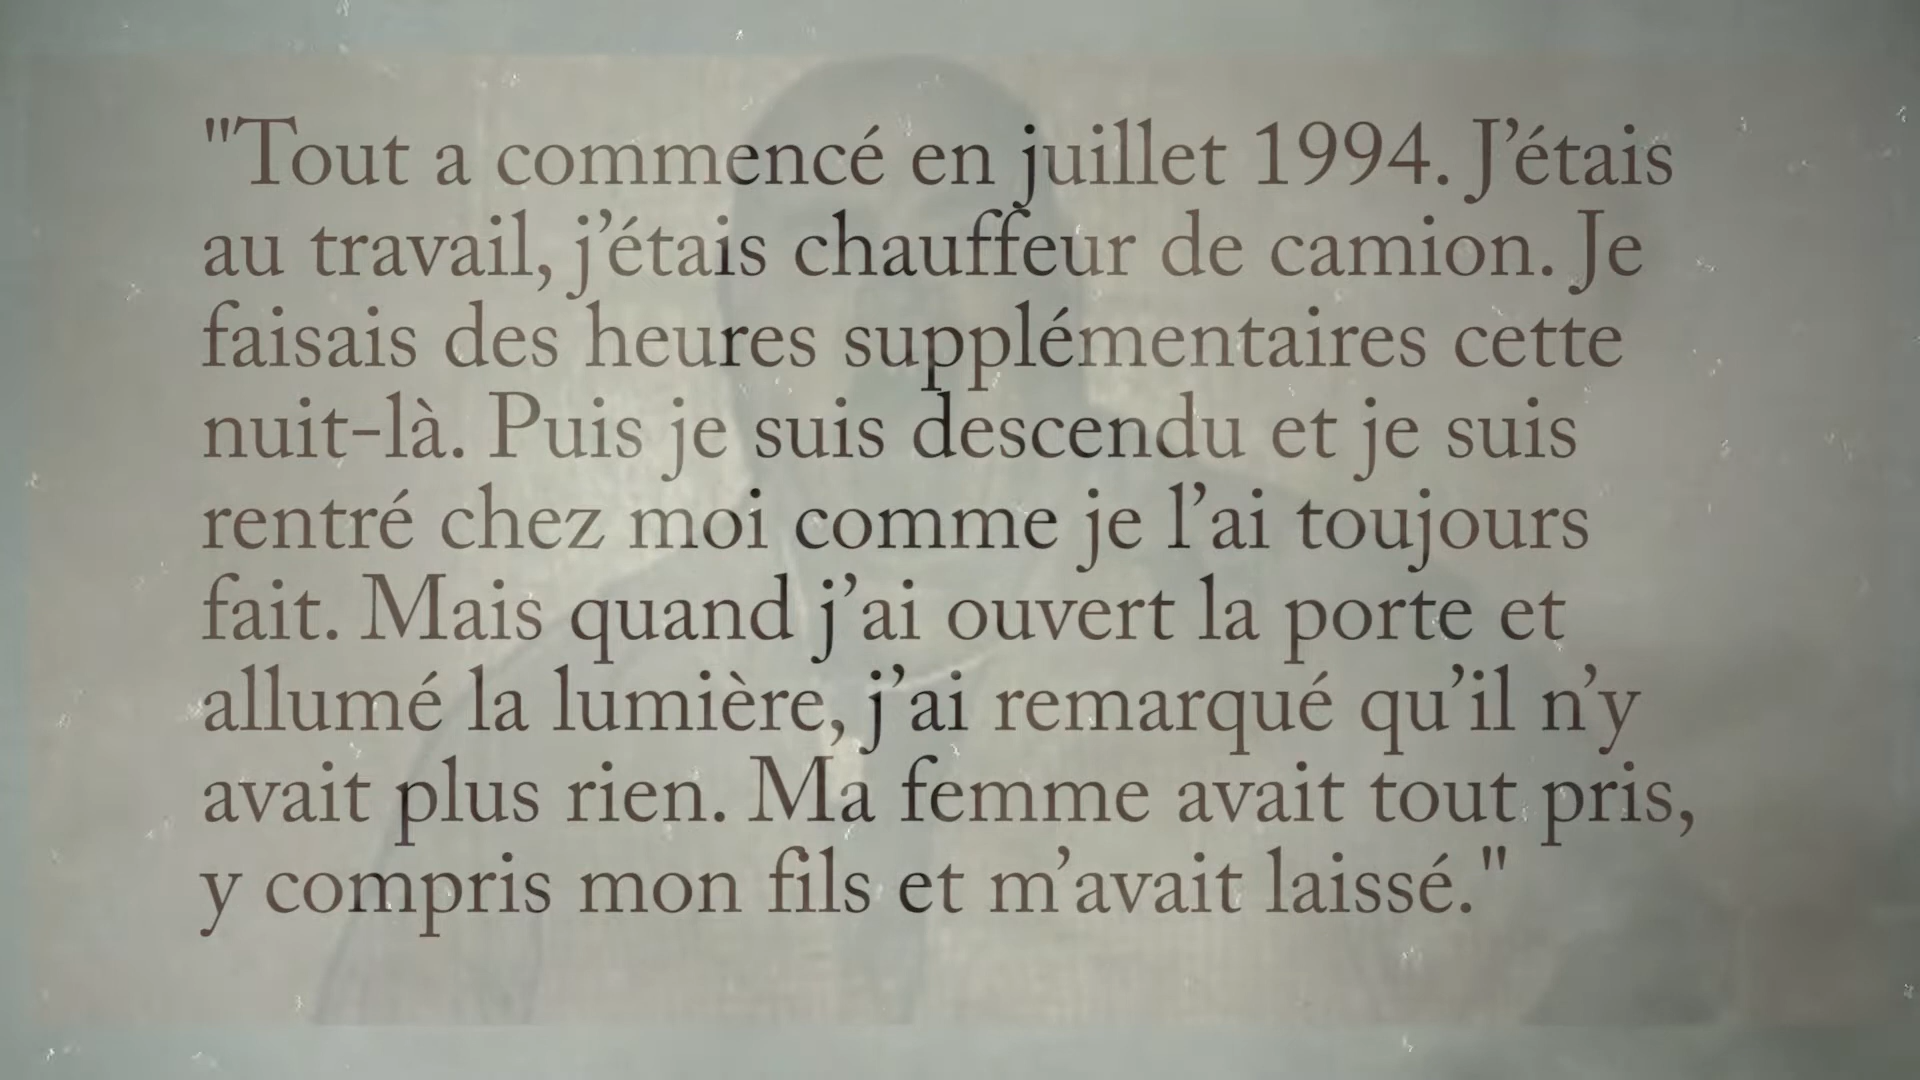 "Tout a commencé en juillet 1994. J’étais
au travail, j’étais chauffeur de camion. Je
faisais des heures supplémentaires cette
nuit-là. Puis je suis descendu et je suis
rentré chez moi comme je l’ai toujours
fait. Mais quand j’ai ouvert la porte et
allumé la lumière, j’ai remarqué qu’il n’y
avait plus rien. Ma femme avait tout pris,
y compris mon fils et m’avait laissé."